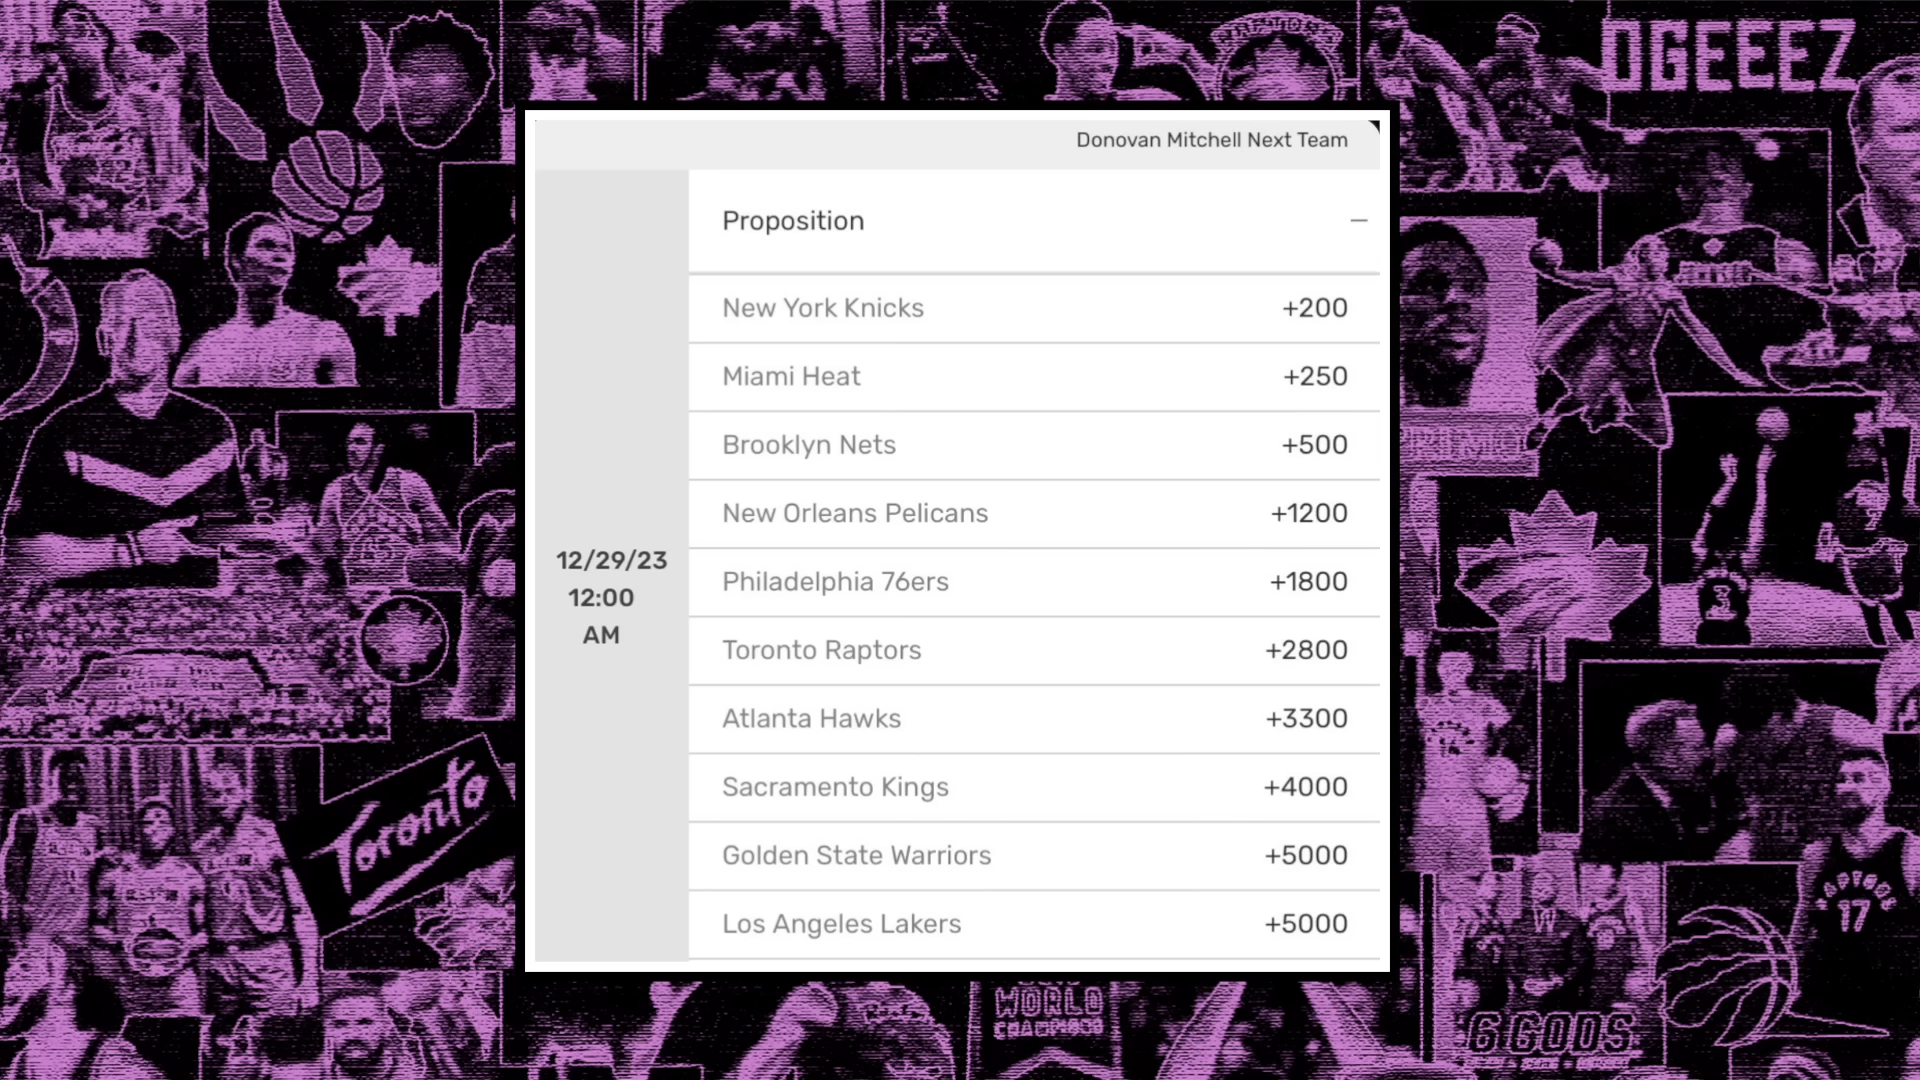 OGEEEZ
Donovan Mitchell Next Team
Proposition
New York Knicks +200
Miami Heat +250
Brooklyn Nets +500
New Orleans Pelicans +1200
12/29/23
12:00
AM
Philadelphia 76ers +1800
Toronto Raptors +2800
Atlanta Hawks +3300
Sacramento Kings +4000
Golden State Warriors +5000
Los Angeles Lakers +5000
Toronto
17
WORLD
CHAMPIONS
6 GODS